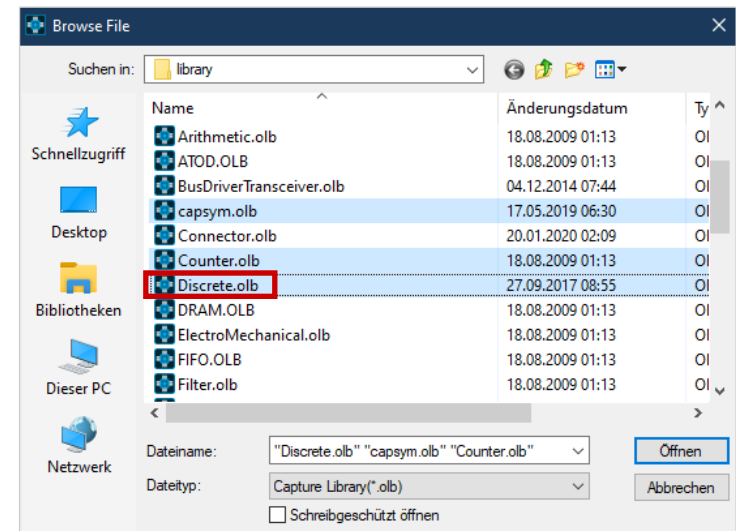 Browse File
Suchen in: library
Name Änderungsdatum Ty
Arithmetic.olb 18.08.2009 01:13 Ol
ATOD.OLB 18.08.2009 01:13 Ol
BusDriverTransceiver.olb 04.12.2014 07:44 Ol
capsym.olb 17.05.2019 06:30 Ol
Connector.olb 20.01.2020 02:09 Ol
Counter.olb 18.08.2009 01:13 Ol
Discrete.olb 27.09.2017 08:55 Ol
DRAM.OLB 18.08.2009 01:13 Ol
ElectroMechanical.olb 18.08.2009 01:13 Ol
FIFO.OLB 18.08.2009 01:13 Ol
Filter.olb 18.08.2009 01:13 Ol
Schnellzugriff
Desktop
Bibliotheken
Dieser PC
Netzwerk
Dateiname: "Discrete.olb" "capsym.olb" "Counter.olb" Öffnen
Dateityp: Capture Library(*.olb) Abbrechen
Schreibgeschützt öffnen